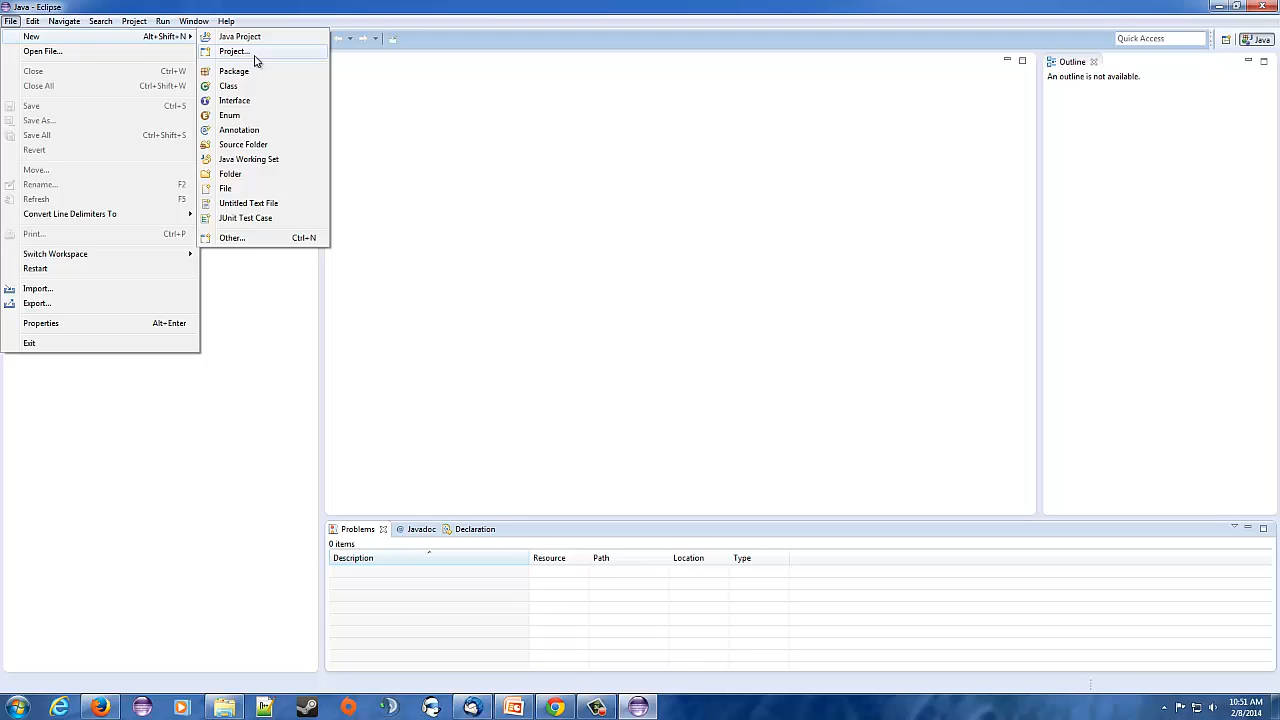 Java - Eclipse
File Edit Navigate Search Project Run Window Help
New Alt+Shift+N
Open File...
Close Ctrl+W
Close All Ctrl+Shift+W
Save Ctrl+S
Save As...
Save All Ctrl+Shift+S
Revert
Move...
Rename... F2
Refresh F5
Convert Line Delimiters To
Print... Ctrl+P
Switch Workspace
Restart
Import...
Export...
Properties Alt+Enter
Exit
Java Project
Project...
Package
Class
Interface
Enum
Annotation
Source Folder
Java Working Set
Folder
File
Untitled Text File
JUnit Test Case
Other... Ctrl+N
Quick Access
Java
Outline
An outline is not available.
Problems @ Javadoc Declaration
0 items
Description Resource Path Location Type
10:51 AM
2/9/2014